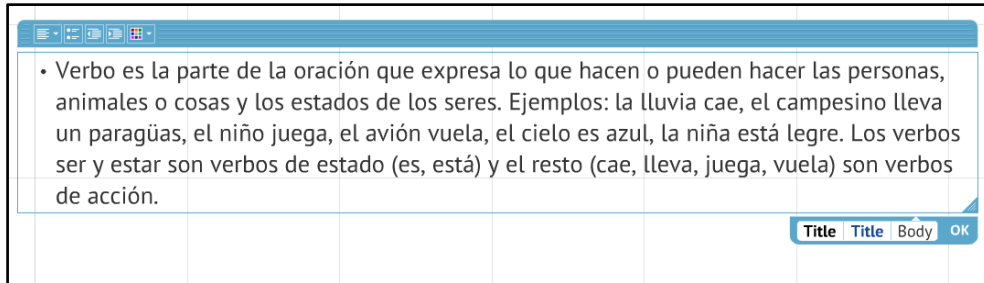 • Verbo es la parte de la oración que expresa lo que hacen o pueden hacer las personas,
animales o cosas y los estados de los seres. Ejemplos: la lluvia cae, el campesino lleva
un paragüas, el niño juega, el avión vuela, el cielo es azul, la niña está legre. Los verbos
ser y estar son verbos de estado (es, está) y el resto (cae, lleva, juega, vuela) son verbos
de acción.
Title Title Body OK